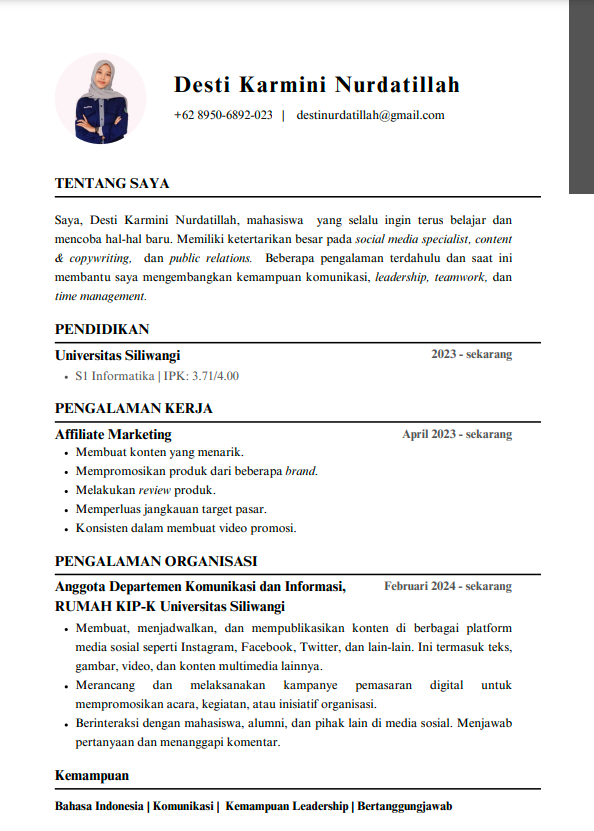 Desti Karmini Nurdatillah
+62 8950-6892-023 | destinurdatillah@gmail.com
TENTANG SAYA
Saya, Desti Karmini Nurdatillah, mahasiswa yang selalu ingin terus belajar dan
mencoba hal-hal baru. Memiliki ketertarikan besar pada social media specialist, content
& copywriting, dan public relations. Beberapa pengalaman terdahulu dan saat ini
membantu saya mengembangkan kemampuan komunikasi, leadership, teamwork, dan
time management.
PENDIDIKAN
Universitas Siliwangi 2023 - sekarang
• S1 Informatika | IPK: 3.71/4.00
PENGALAMAN KERJA
Affiliate Marketing April 2023 - sekarang
• Membuat konten yang menarik.
• Mempromosikan produk dari beberapa brand.
• Melakukan review produk.
• Memperluas jangkauan target pasar.
• Konsisten dalam membuat video promosi.
PENGALAMAN ORGANISASI
Anggota Departemen Komunikasi dan Informasi, Februari 2024 - sekarang
RUMAH KIP-K Universitas Siliwangi
• Membuat, menjadwalkan, dan mempublikasikan konten di berbagai platform
media sosial seperti Instagram, Facebook, Twitter, dan lain-lain. Ini termasuk teks,
gambar, video, dan konten multimedia lainnya.
• Merancang dan melaksanakan kampanye pemasaran digital untuk
mempromosikan acara, kegiatan, atau inisiatif organisasi.
• Berinteraksi dengan mahasiswa, alumni, dan pihak lain di media sosial. Menjawab
pertanyaan dan menanggapi komentar.
Kemampuan
Bahasa Indonesia | Komunikasi | Kemampuan Leadership | Bertanggungjawab